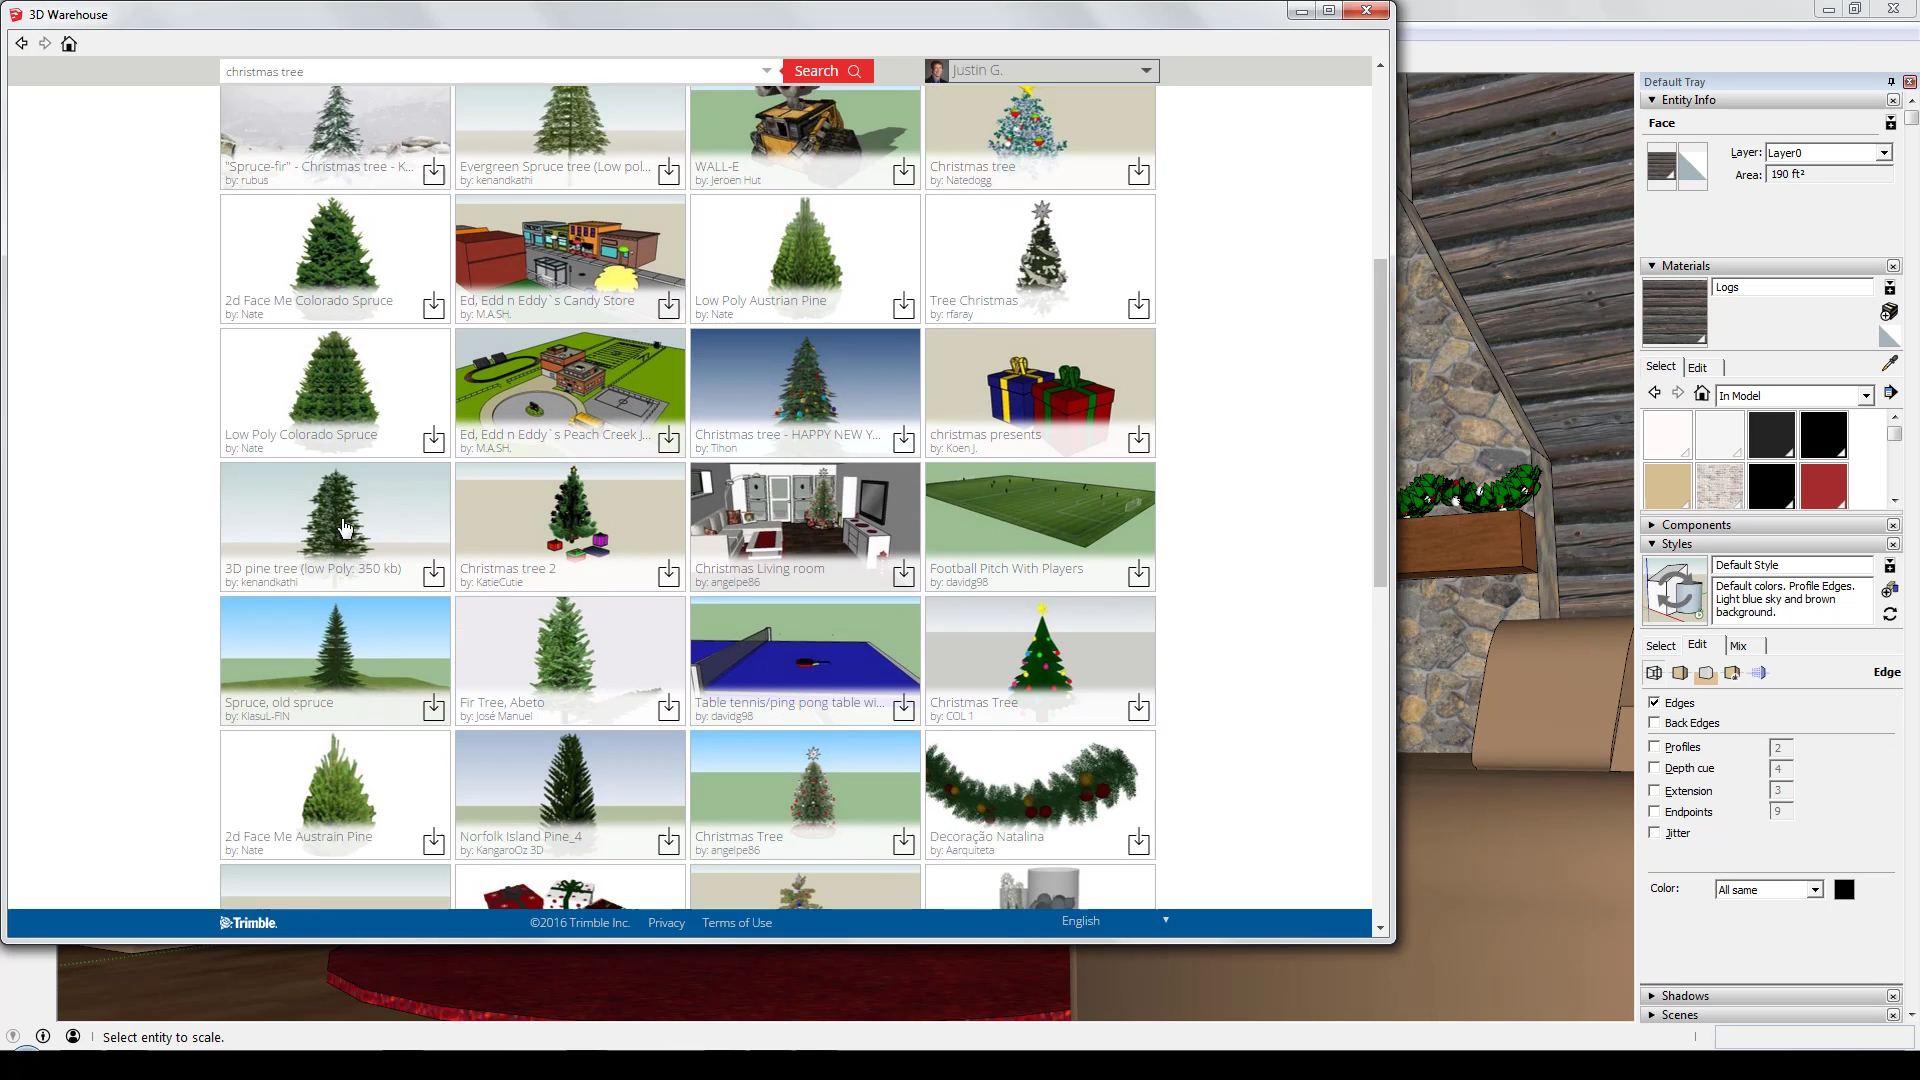 3D Warehouse
christmas tree
Search
Justin G.
"Spruce-fir" - Christmas tree - K...
by: rubus
Evergreen Spruce tree (Low pol...
by: kenandkathi
WALL-E
by: Jeroen Hut
Christmas tree
by: Natedogg
2d Face Me Colorado Spruce
by: Nate
Ed, Edd n Eddy`s Candy Store
by: M.A.SH.
Low Poly Austrian Pine
by: Nate
Tree Christmas
by: rfaray
Low Poly Colorado Spruce
by: Nate
Ed, Edd n Eddy`s Peach Creek J...
by: M.A.SH.
Christmas tree - HAPPY NEW Y...
by: Tihon
christmas presents
by: Koen J.
3D pine tree (low Poly: 350 kb)
by: kenandkathi
Christmas tree 2
by: KatieCutie
Christmas Living room
by: angelpe86
Football Pitch With Players
by: davidg98
Spruce, old spruce
by: KlasuL-FIN
Fir Tree, Abeto
by: José Manuel
Table tennis/ping pong table wi...
by: davidg98
Christmas Tree
by: COL 1
2d Face Me Austrain Pine
by: Nate
Norfolk Island Pine_4
by: KangaroOz 3D
Christmas Tree
by: angelpe86
Decoração Natalina
by: Aarquiteta
Trimble.
©2016 Trimble Inc.
Privacy
Terms of Use
English
Select entity to scale.
Default Tray
Entity Info
Face
Layer:
Layer0
Area:
190 ft²
Materials
Logs
Select
Edit
In Model
Components
Styles
Default Style
Default colors. Profile Edges.
Light blue sky and brown
background.
Select
Edit
Mix
Edge
Edges
Back Edges
Profiles
2
Depth cue
4
Extension
3
Endpoints
9
Jitter
Color:
All same
Shadows
Scenes